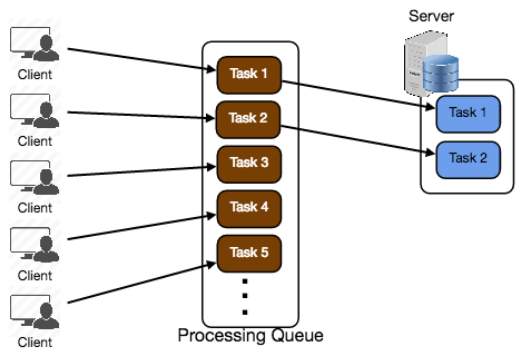 Server
Client
Task 1
Task 1
Client
Task 2
Task 2
Client
Task 3
Client
Task 4
Client
Task 5
Processing Queue